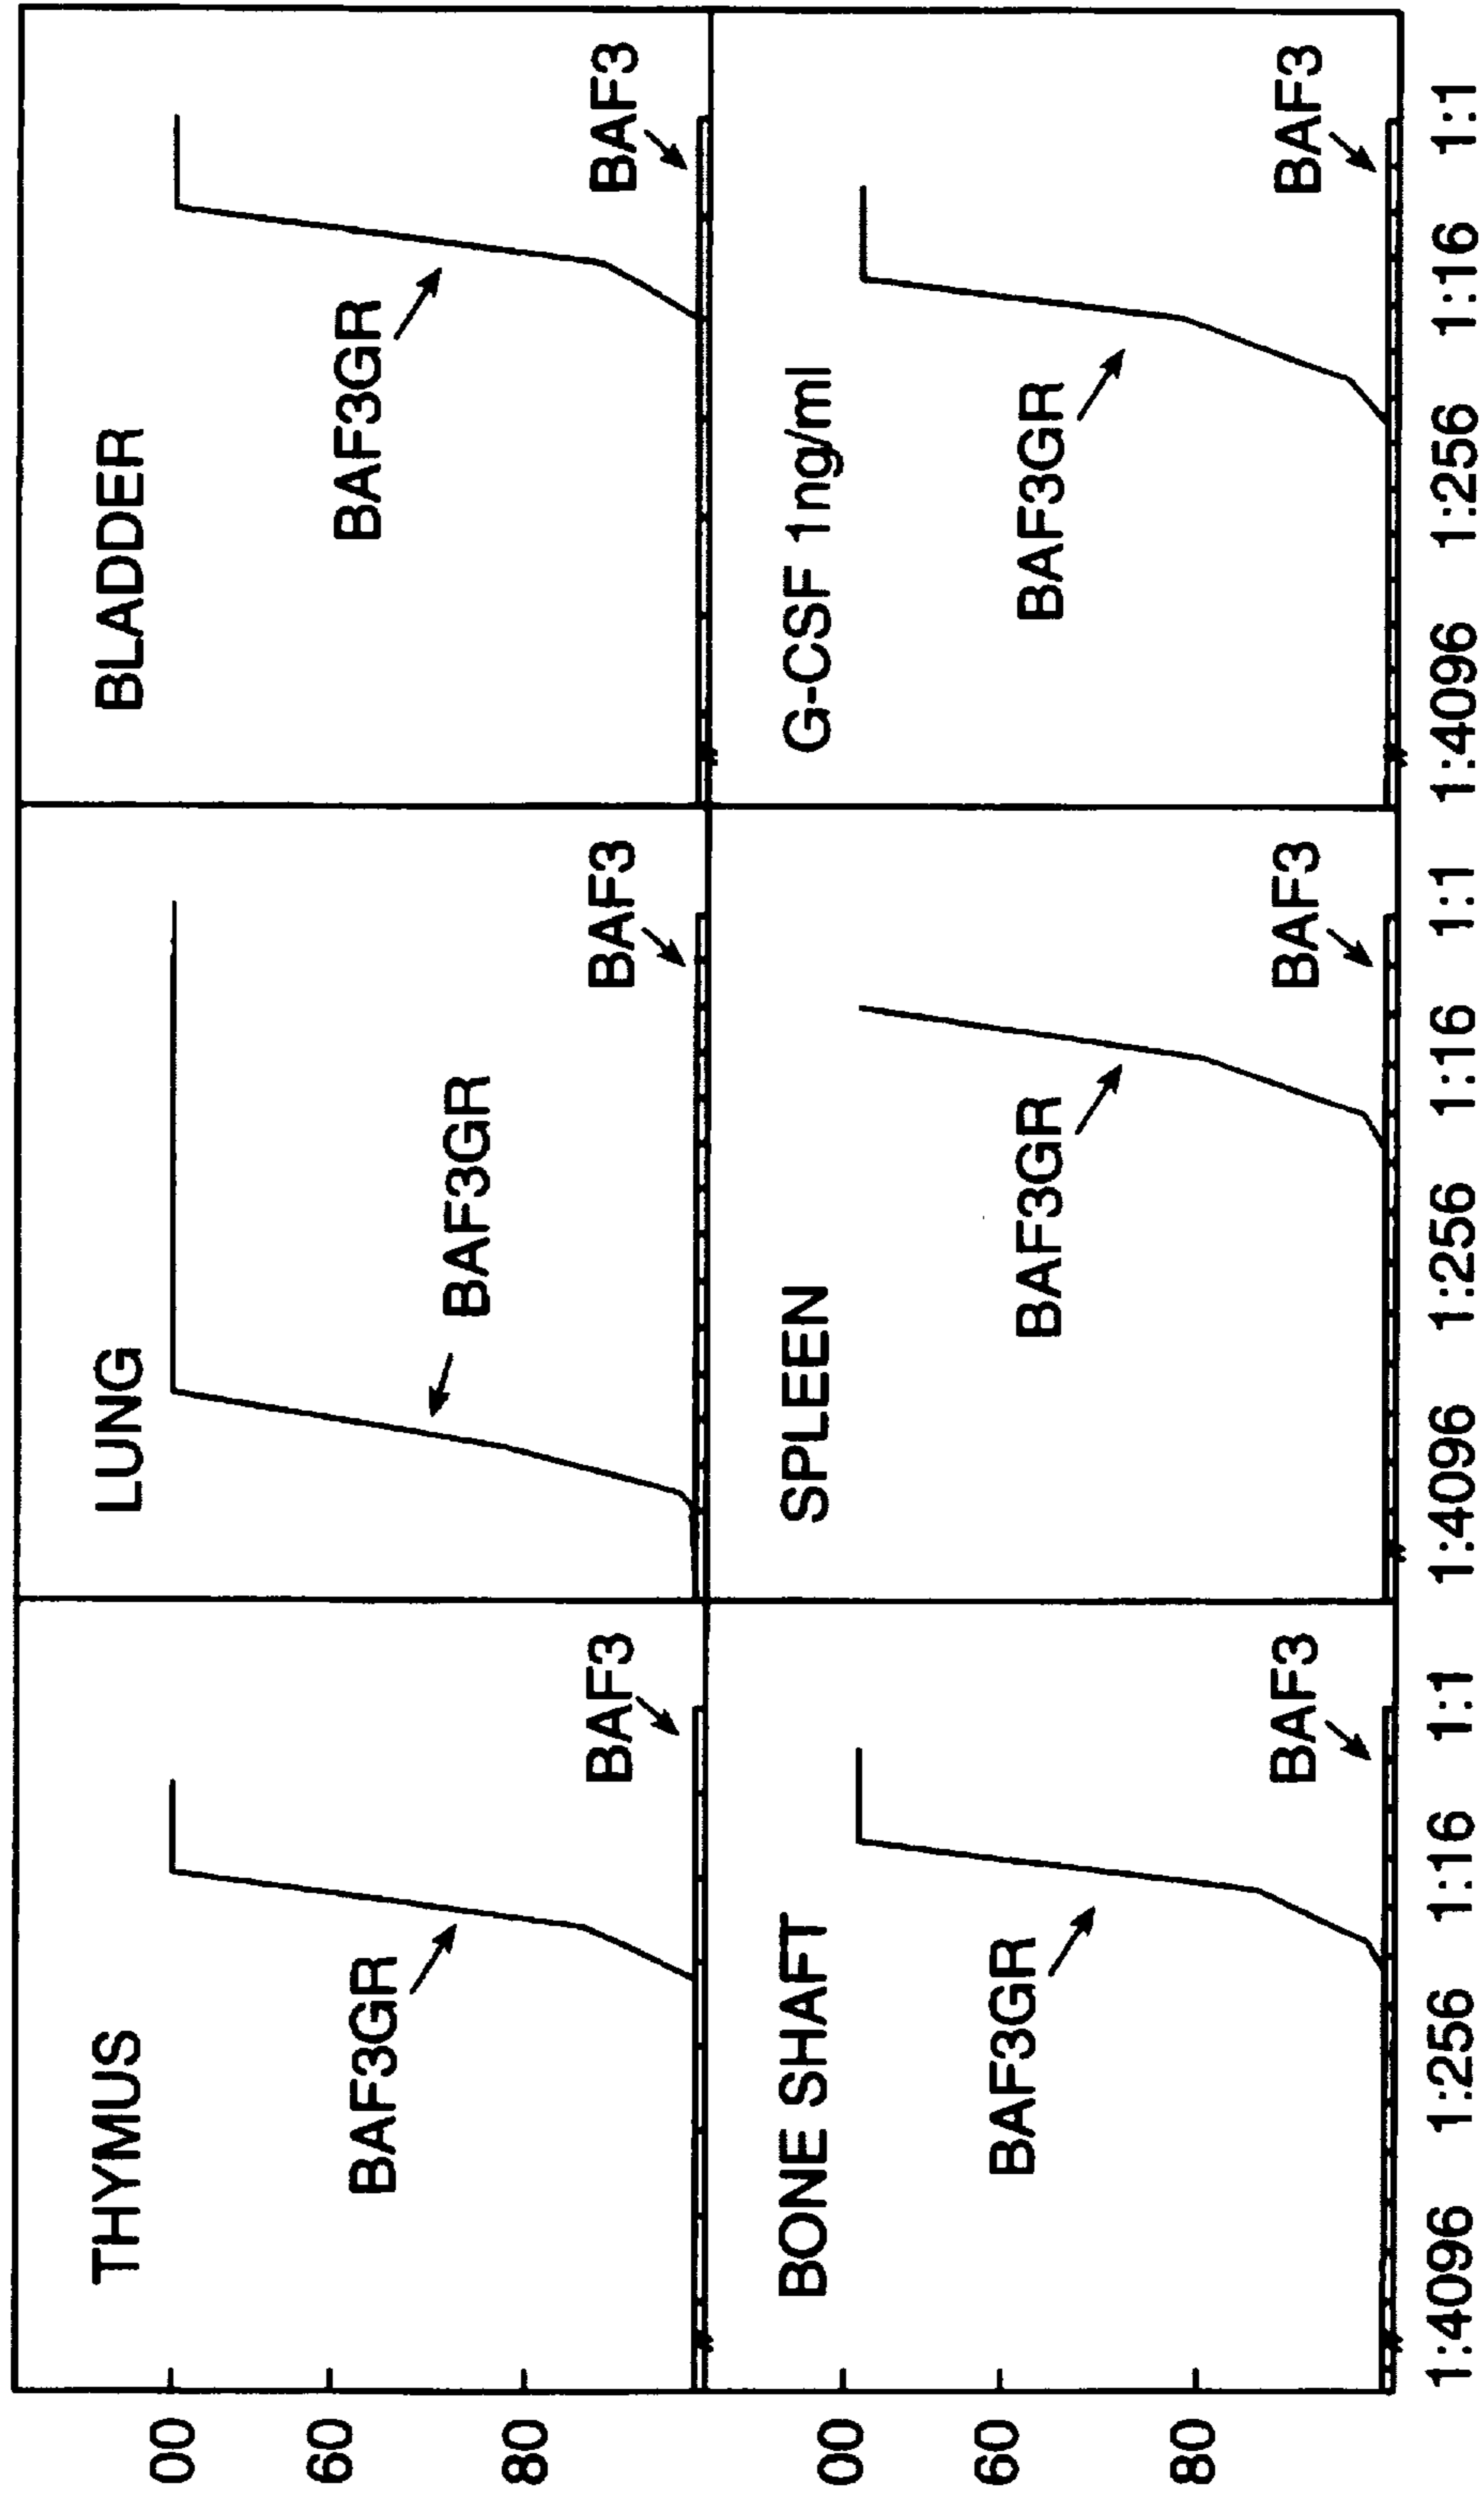 THYMUS
LUNG
BLADDER
00
60
80
BAF3GR
BAF3
BAF3GR
BAF3
BAF3GR
BAF3
BONE SHAFT
SPLEEN
G-CSF 1ng/ml
00
60
80
BAF3GR
BAF3
BAF3GR
BAF3
BAF3GR
BAF3
1:4096 1:256 1:16 1:1 1:4096 1:256 1:16 1:1 1:4096 1:256 1:16 1:1